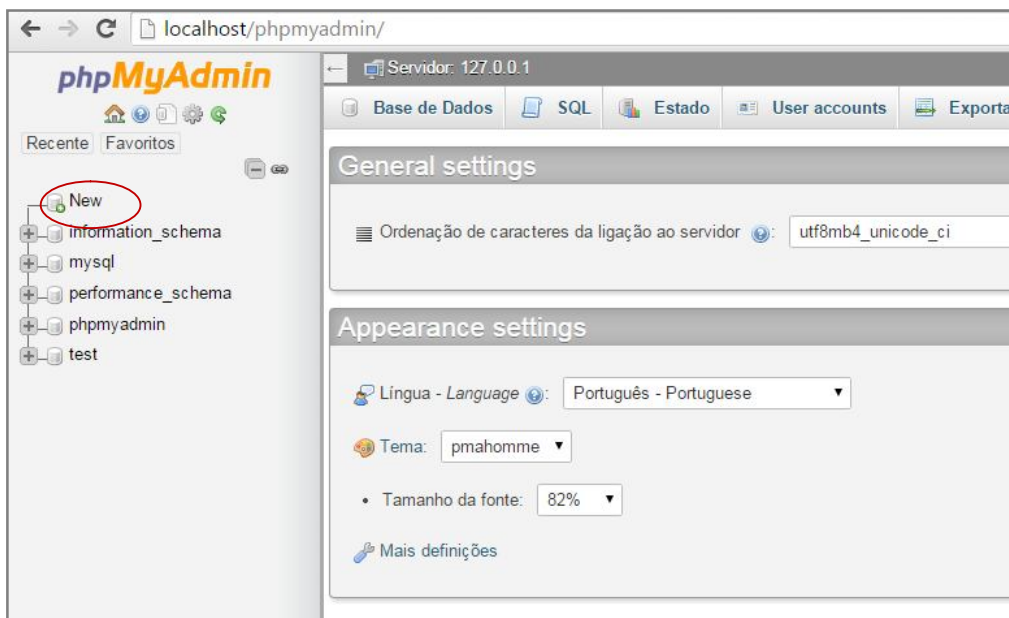 localhost/phpmyadmin/
phpMyAdmin
Recente Favoritos
New
information_schema
mysql
performance_schema
phpmyadmin
test
Servidor: 127.0.0.1
Base de Dados SQL Estado User accounts Exporta
General settings
Ordenação de caracteres da ligação ao servidor : utf8mb4_unicode_ci
Appearance settings
Língua - Language : Português - Portuguese
Tema: pmahomme
• Tamanho da fonte: 82%
Mais definições